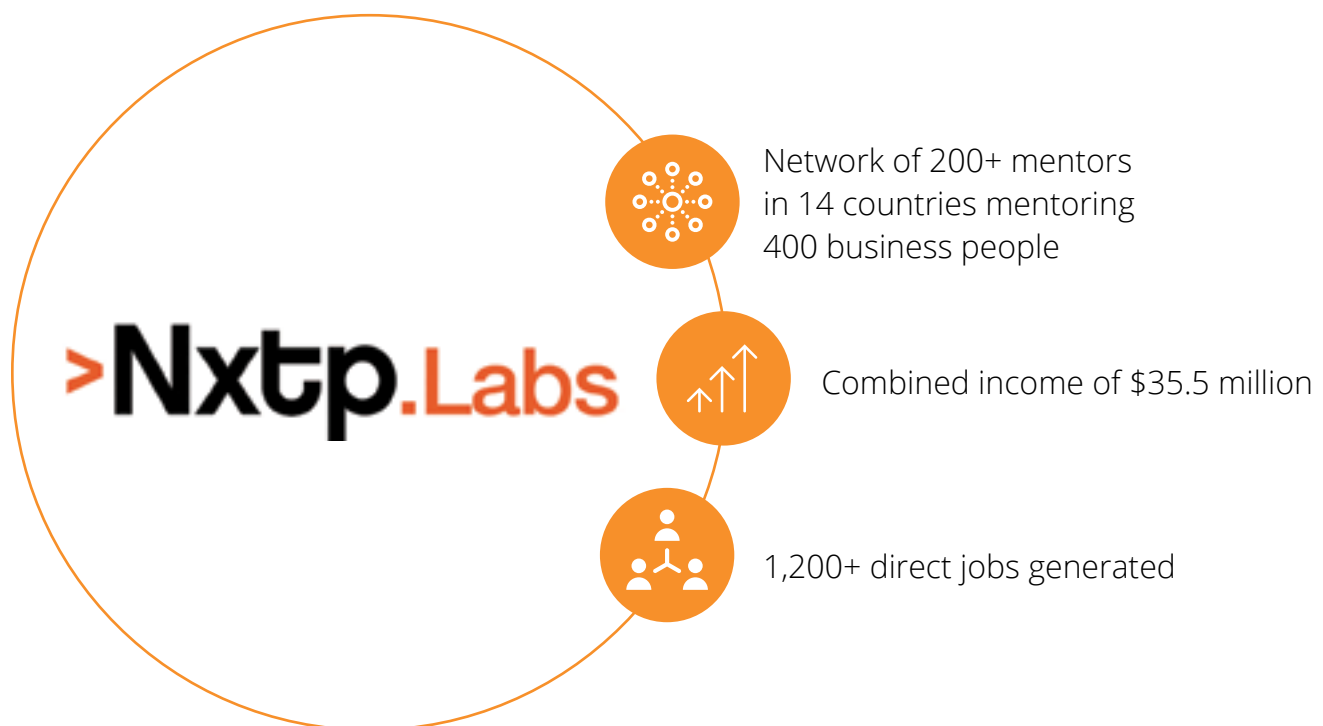 >Nxtp.Labs
Network of 200+ mentors
in 14 countries mentoring
400 business people
Combined income of $35.5 million
1,200+ direct jobs generated